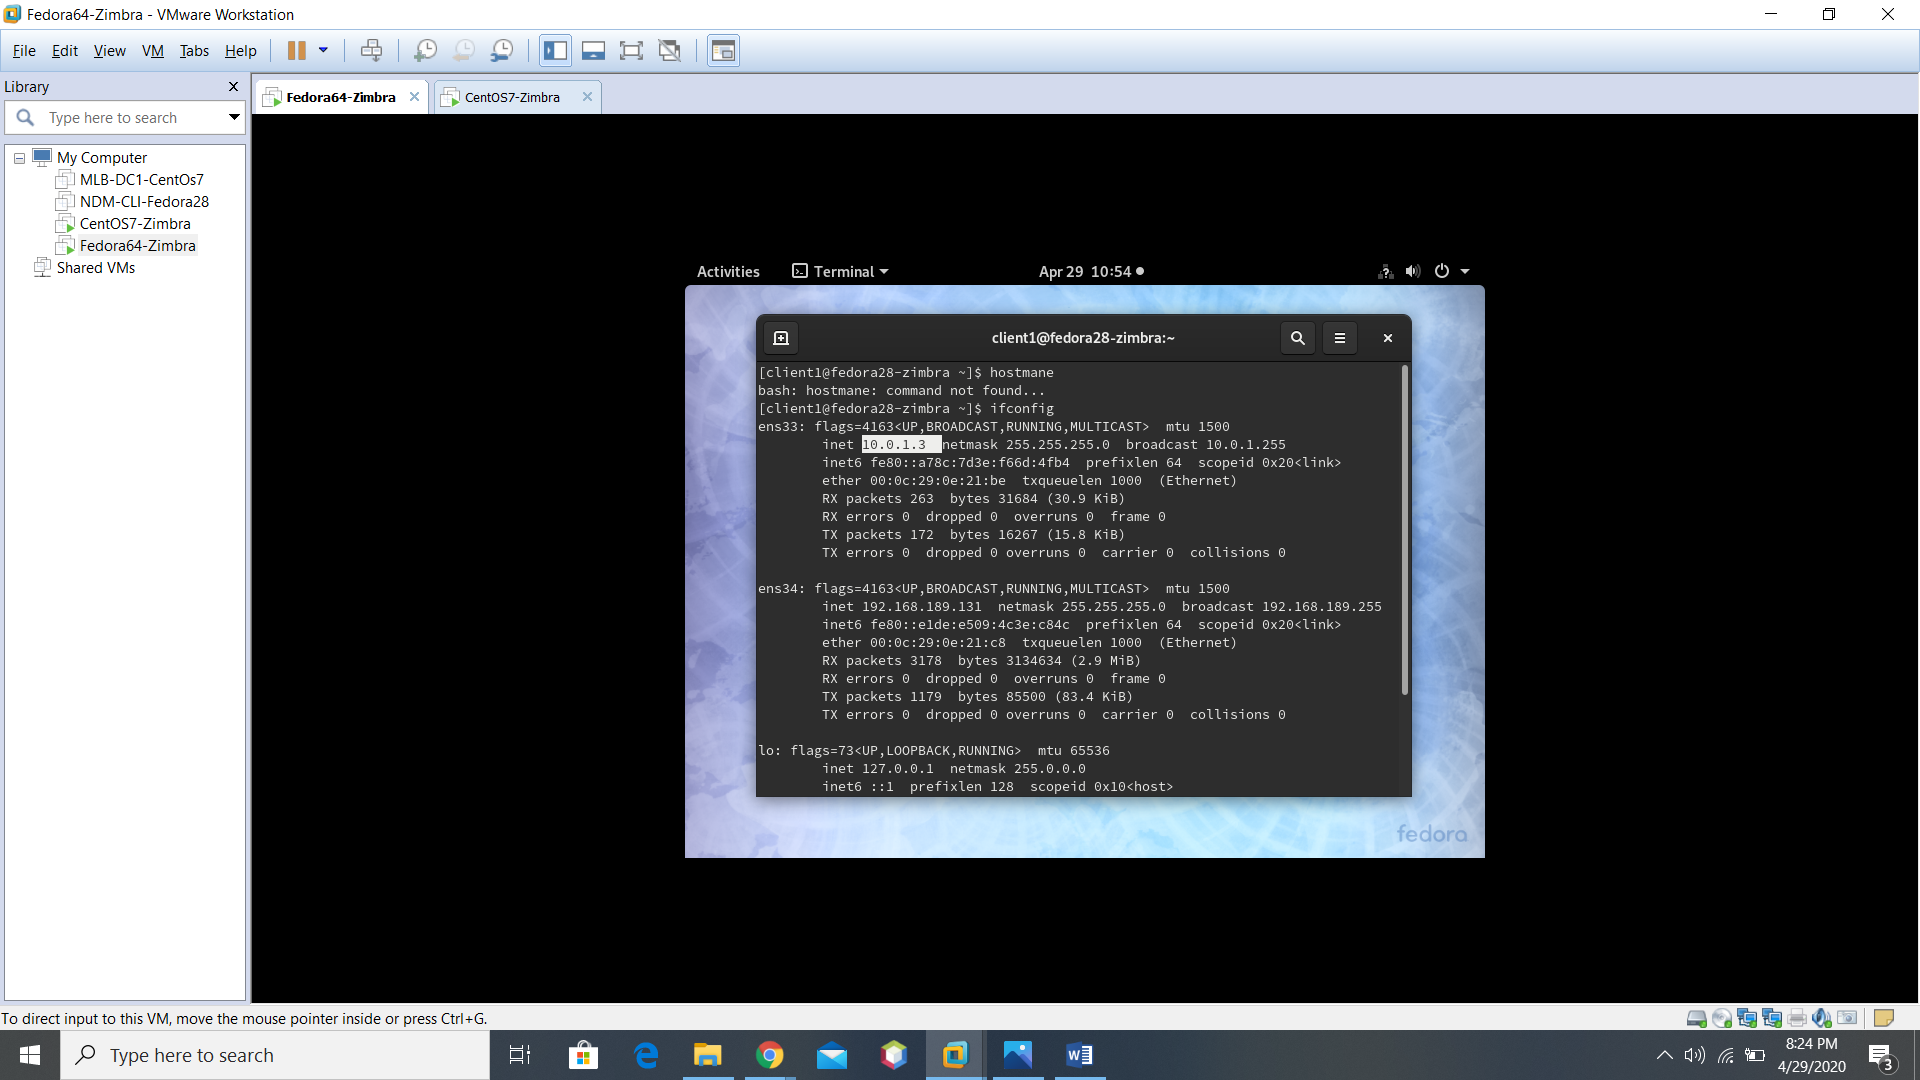 Fedora64-Zimbra - VMware Workstation
File Edit View VM Tabs Help
Library
Type here to search
My Computer
MLB-DC1-CentOs7
NDM-CLI-Fedora28
CentOS7-Zimbra
Fedora64-Zimbra
Shared VMs
Fedora64-Zimbra CentOS7-Zimbra
Activities Terminal Apr 29 10:54
client1@fedora28-zimbra:~
[client1@fedora28-zimbra ~]$ hostmane
bash: hostmane: command not found...
[client1@fedora28-zimbra ~]$ ifconfig
ens33: flags=4163<UP,BROADCAST,RUNNING,MULTICAST> mtu 1500
inet 10.0.1.3 netmask 255.255.255.0 broadcast 10.0.1.255
inet6 fe80::a78c:7d3e:f66d:4fb4 prefixlen 64 scopeid 0x20<link>
ether 00:0c:29:0e:21:be txqueuelen 1000 (Ethernet)
RX packets 263 bytes 31684 (30.9 KiB)
RX errors 0 dropped 0 overruns 0 frame 0
TX packets 172 bytes 16267 (15.8 KiB)
TX errors 0 dropped 0 overruns 0 carrier 0 collisions 0
ens34: flags=4163<UP,BROADCAST,RUNNING,MULTICAST> mtu 1500
inet 192.168.189.131 netmask 255.255.255.0 broadcast 192.168.189.255
inet6 fe80::e1de:e509:4c3e:c84c prefixlen 64 scopeid 0x20<link>
ether 00:0c:29:0e:21:c8 txqueuelen 1000 (Ethernet)
RX packets 3178 bytes 3134634 (2.9 MiB)
RX errors 0 dropped 0 overruns 0 frame 0
TX packets 1179 bytes 85500 (83.4 KiB)
TX errors 0 dropped 0 overruns 0 carrier 0 collisions 0
lo: flags=73<UP,LOOPBACK,RUNNING> mtu 65536
inet 127.0.0.1 netmask 255.0.0.0
inet6 ::1 prefixlen 128 scopeid 0x10<host>
fedora
To direct input to this VM, move the mouse pointer inside or press Ctrl+G.
Type here to search
8:24 PM
4/29/2020
3